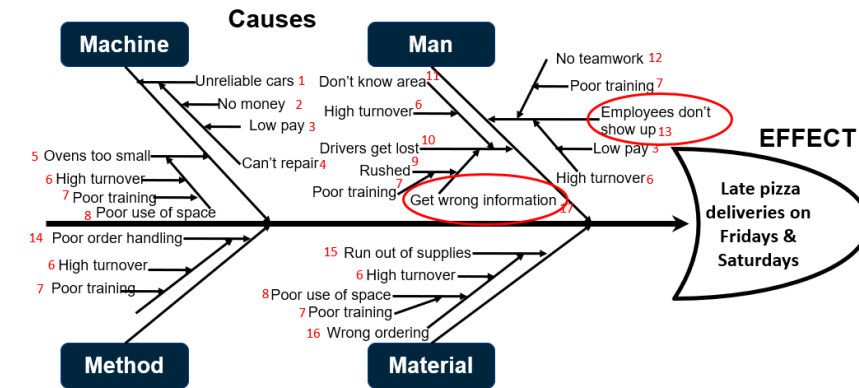 Causes
Machine
Man
Unreliable cars 1
No money 2
Low pay 3
Can't repair 4
5 Ovens too small
6 High turnover
7 Poor training
8 Poor use of space
Don't know area 11
High turnover 6
Drivers get lost 10
Rushed 9
Poor training 7
Get wrong information 17
No teamwork 12
Poor training 7
Employees don't
show up 13
Low pay 3
High turnover 6
EFFECT
Late pizza
deliveries on
Fridays &
Saturdays
14 Poor order handling
6 High turnover
7 Poor training
15 Run out of supplies
6 High turnover
8 Poor use of space
7 Poor training
16 Wrong ordering
Method
Material